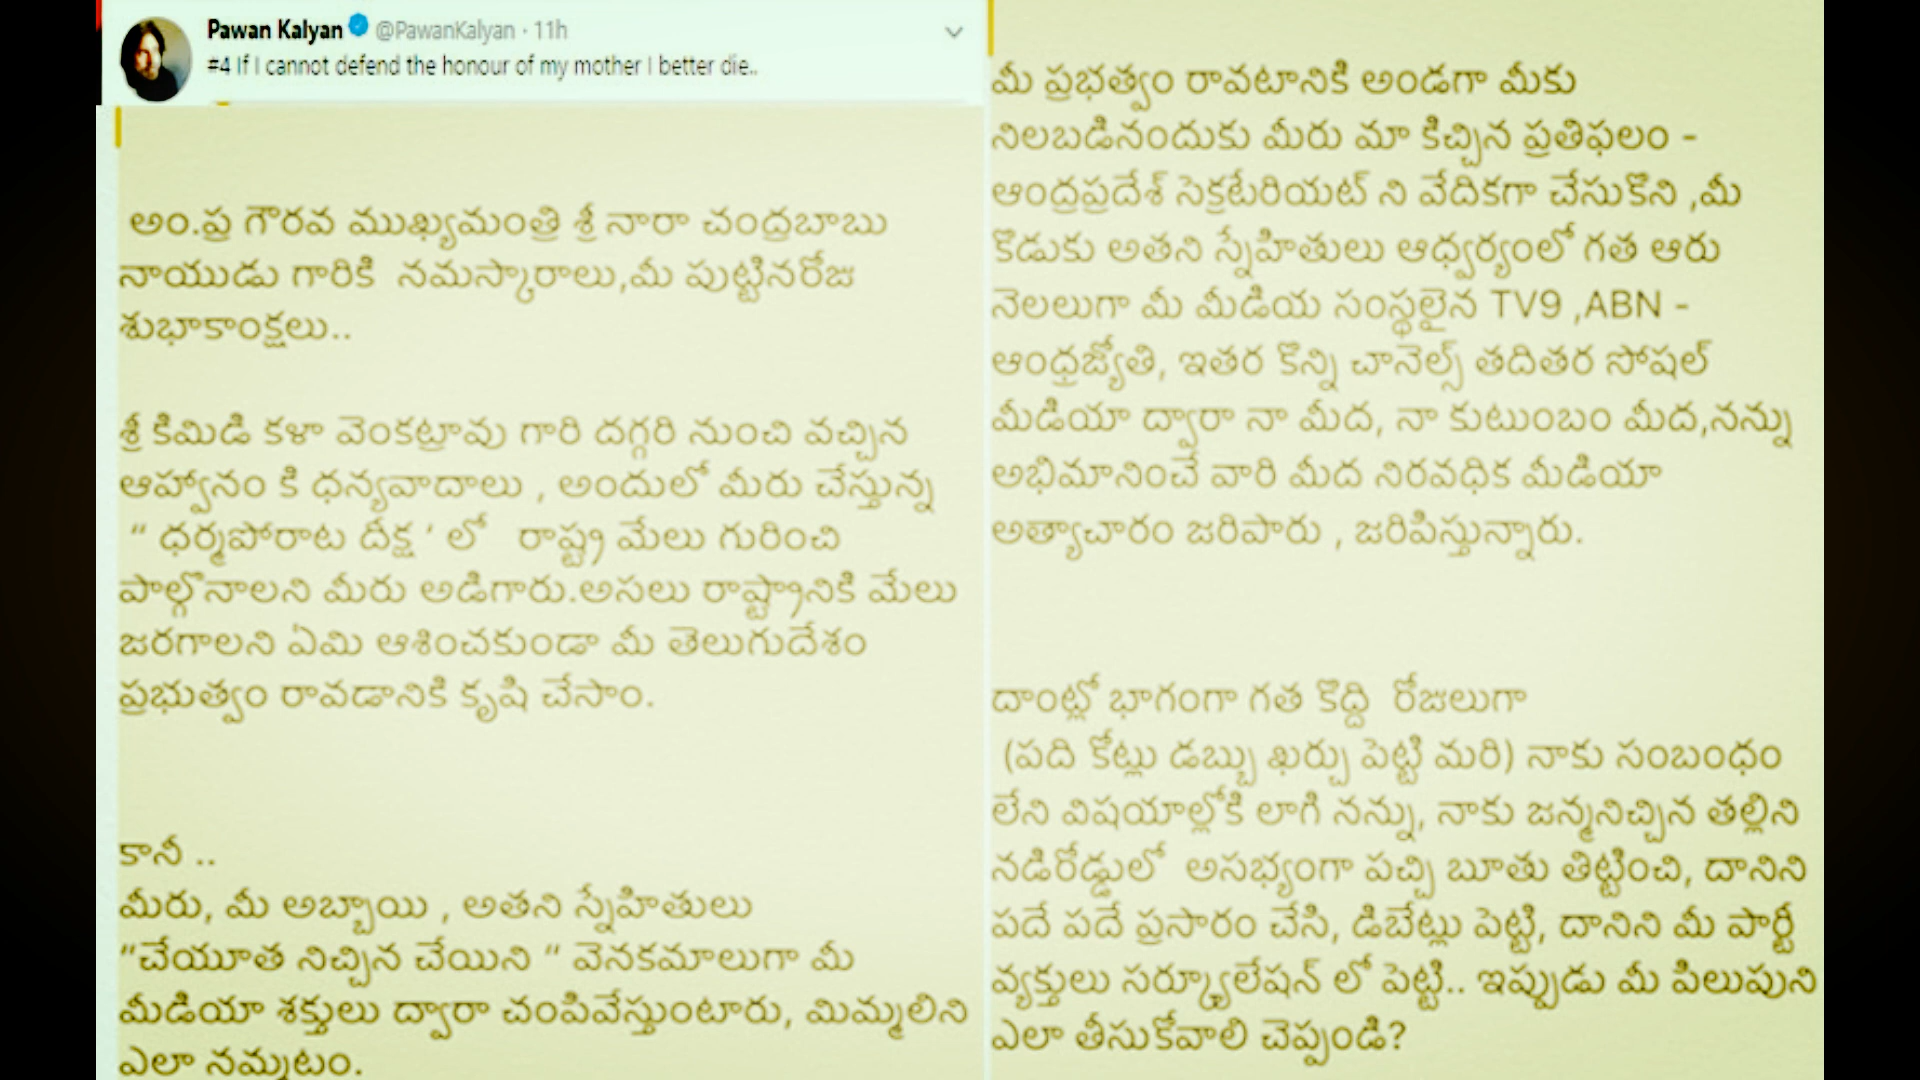 Pawan Kalyan @PawanKalyan · 11h
#4 If I cannot defend the honour of my mother I better die..
అం.ప్ర గౌరవ ముఖ్యమంత్రి శ్రీ నారా చంద్రబాబు
నాయుడు గారికి నమస్కారాలు,మీ పుట్టినరోజు
శుభాకాంక్షలు..
శ్రీ కిమిడి కళా వెంకట్రావు గారి దగ్గరి నుంచి వచ్చిన
ఆహ్వానం కి ధన్యవాదాలు , అందులో మీరు చేస్తున్న
“ ధర్మపోరాట దీక్ష ’ లో రాష్ట్ర మేలు గురించి
పాల్గొనాలని మీరు అడిగారు.అసలు రాష్ట్రానికి మేలు
జరగాలని ఏమి ఆశించకుండా మీ తెలుగుదేశం
ప్రభుత్వం రావడానికి కృషి చేసాం.
కానీ ..
మీరు, మీ అబ్బాయి , అతని స్నేహితులు
“చేయూత నిచ్చిన చేయిని “ వెనకమాలుగా మీ
మీడియా శక్తులు ద్వారా చంపివేస్తుంటారు, మిమ్మలిని
ఎలా నమ్మటం.
మీ ప్రభత్వం రావటానికి అండగా మీకు
నిలబడినందుకు మీరు మా కిచ్చిన ప్రతిఫలం -
ఆంద్రప్రదేశ్ సెక్రటేరియట్ ని వేదికగా చేసుకొని ,మీ
కొడుకు అతని స్నేహితులు ఆధ్వర్యంలో గత ఆరు
నెలలుగా మీ మీడియ సంస్థలైన TV9 ,ABN -
ఆంధ్రజ్యోతి, ఇతర కొన్ని చానెల్స్ తదితర సోషల్
మీడియా ద్వారా నా మీద, నా కుటుంబం మీద,నన్ను
అభిమానించే వారి మీద నిరవధిక మీడియా
అత్యాచారం జరిపారు , జరిపిస్తున్నారు.
దాంట్లో భాగంగా గత కొద్ది రోజులుగా
(పది కోట్లు డబ్బు ఖర్చు పెట్టి మరి) నాకు సంబంధం
లేని విషయాల్లోకి లాగి నన్ను, నాకు జన్మనిచ్చిన తల్లిని
నడిరోడ్డులో అసభ్యంగా పచ్చి బూతు తిట్టించి, దానిని
పదే పదే ప్రసారం చేసి, డిబేట్లు పెట్టి, దానిని మీ పార్టీ
వ్యక్తులు సర్క్యూలేషన్ లో పెట్టి.. ఇప్పుడు మీ పిలుపుని
ఎలా తీసుకోవాలి చెప్పండి?